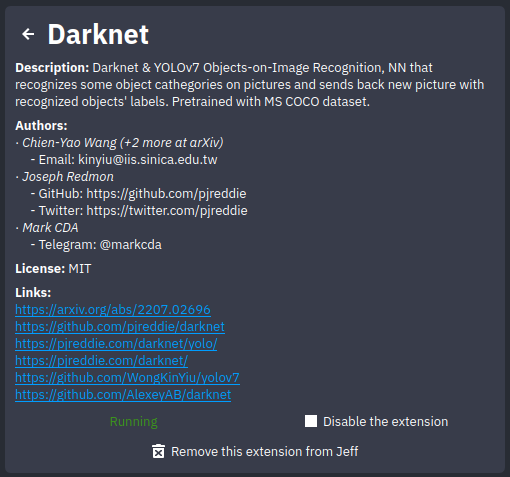 Darknet
Description: Darknet & YOLOv7 Objects-on-Image Recognition, NN that
recognizes some object cathegories on pictures and sends back new picture with
recognized objects' labels. Pretrained with MS COCO dataset.
Authors:
· Chien-Yao Wang (+2 more at arXiv)
- Email: kinyiu@iis.sinica.edu.tw
· Joseph Redmon
- GitHub: https://github.com/pjreddie
- Twitter: https://twitter.com/pjreddie
· Mark CDA
- Telegram: @markcda
License: MIT
Links:
https://arxiv.org/abs/2207.02696
https://github.com/pjreddie/darknet
https://pjreddie.com/darknet/yolo/
https://pjreddie.com/darknet/
https://github.com/WongKinYiu/yolov7
https://github.com/AlexeyAB/darknet
Running Disable the extension
Remove this extension from Jeff